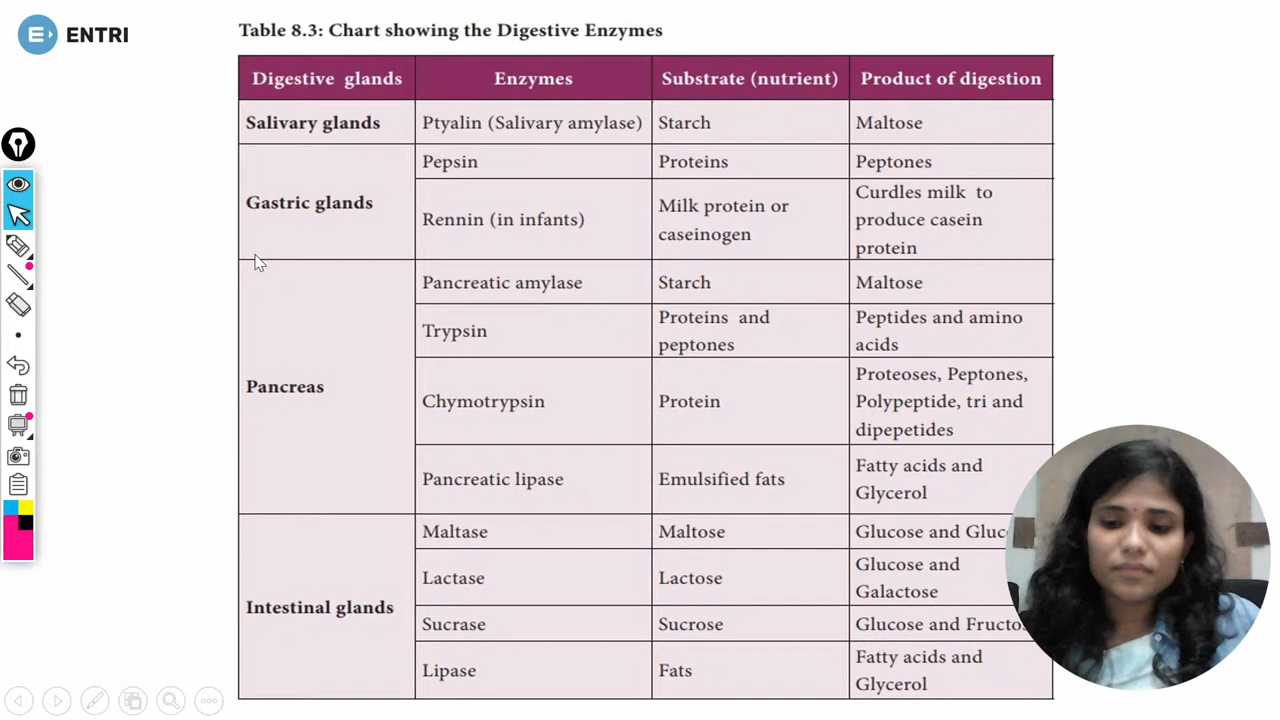 ENTRI
Table 8.3: Chart showing the Digestive Enzymes
Digestive glands Enzymes Substrate (nutrient) Product of digestion
Salivary glands Ptyalin (Salivary amylase) Starch Maltose
Gastric glands Pepsin Proteins Peptones
Rennin (in infants) Milk protein or caseinogen Curdles milk to produce casein protein
Pancreas Pancreatic amylase Starch Maltose
Trypsin Proteins and peptones Peptides and amino acids
Chymotrypsin Protein Proteoses, Peptones, Polypeptide, tri and dipepetides
Pancreatic lipase Emulsified fats Fatty acids and Glycerol
Intestinal glands Maltase Maltose Glucose and
Lactase Lactose Glucose and Galactose
Sucrase Sucrose Glucose and
Lipase Fats Fatty acids and Glycerol